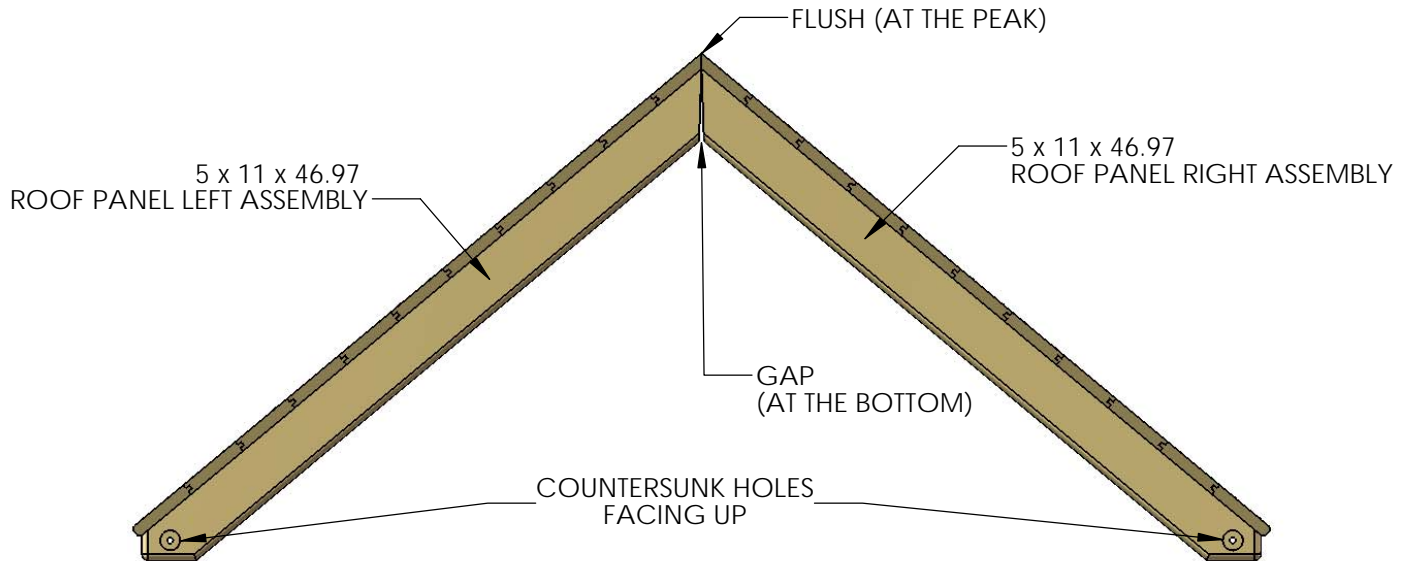 FLUSH (AT THE PEAK)
5 x 11 x 46.97
ROOF PANEL LEFT ASSEMBLY
5 x 11 x 46.97
ROOF PANEL RIGHT ASSEMBLY
GAP
(AT THE BOTTOM)
COUNTERSUNK HOLES
FACING UP